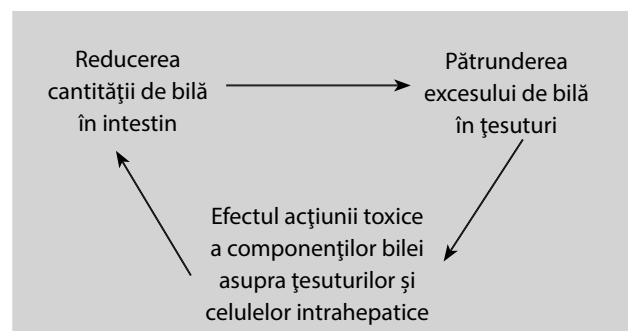 Reducerea
cantităţii de bilă
în intestin
Pătrunderea
excesului de bilă
în ţesuturi
Efectul acţiunii toxice
a componenţilor bilei
asupra ţesuturilor și
celulelor intrahepatice